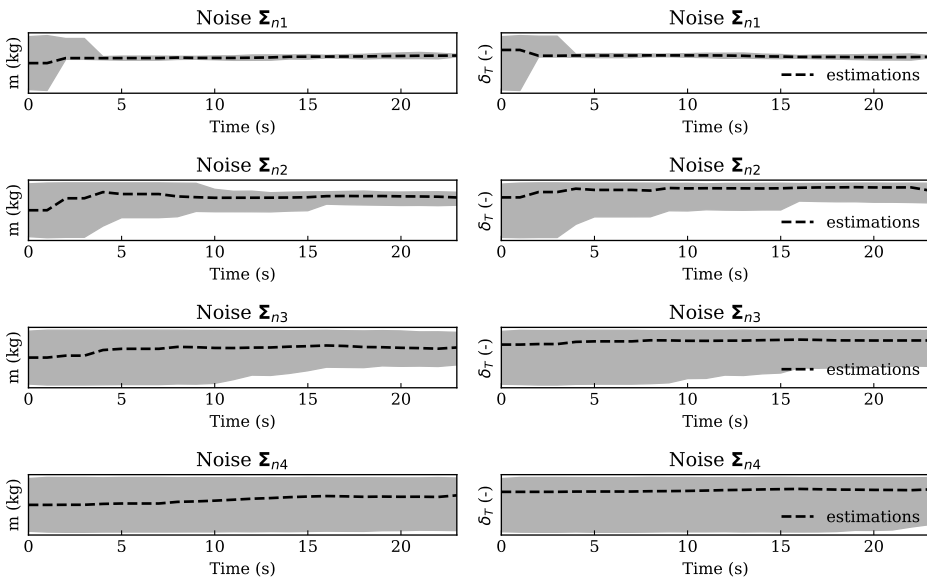 Noise Σn1
m (kg)
0 5 10 15 20
Time (s)
Noise Σn1
δT (-)
estimations
0 5 10 15 20
Time (s)
Noise Σn2
m (kg)
0 5 10 15 20
Time (s)
Noise Σn2
δT (-)
estimations
0 5 10 15 20
Time (s)
Noise Σn3
m (kg)
0 5 10 15 20
Time (s)
Noise Σn3
δT (-)
estimations
0 5 10 15 20
Time (s)
Noise Σn4
m (kg)
0 5 10 15 20
Time (s)
Noise Σn4
δT (-)
estimations
0 5 10 15 20
Time (s)